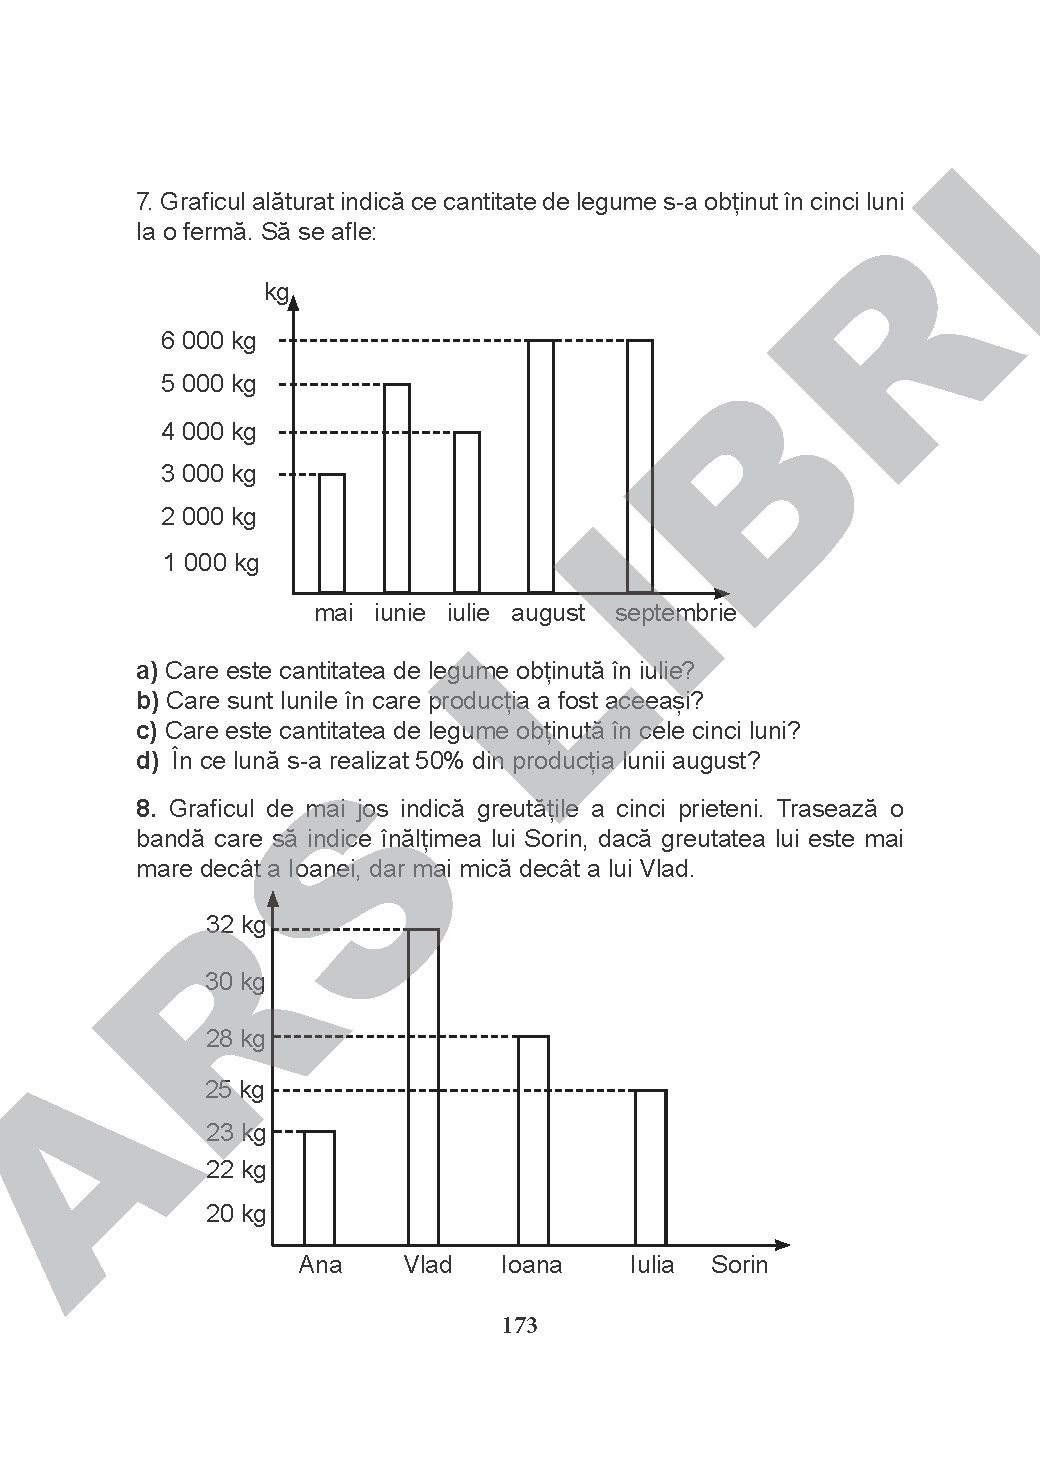 7. Graficul alăturat indică ce cantitate de legume s-a obținut în cinci luni
la o fermă. Să se afle:
kg
6 000 kg
5 000 kg
4 000 kg
3 000 kg
2 000 kg
1 000 kg
mai iunie iulie august septembrie
a) Care este cantitatea de legume obținută în iulie?
b) Care sunt lunile în care producția a fost aceeași?
c) Care este cantitatea de legume obținută în cele cinci luni?
d) În ce lună s-a realizat 50% din producția lunii august?
8. Graficul de mai jos indică greutățile a cinci prieteni. Trasează o
bandă care să indice înălțimea lui Sorin, dacă greutatea lui este mai
mare decât a Ioanei, dar mai mică decât a lui Vlad.
32 kg
30 kg
28 kg
25 kg
23 kg
22 kg
20 kg
Ana Vlad Ioana Iulia Sorin
173
ARS LIBRI